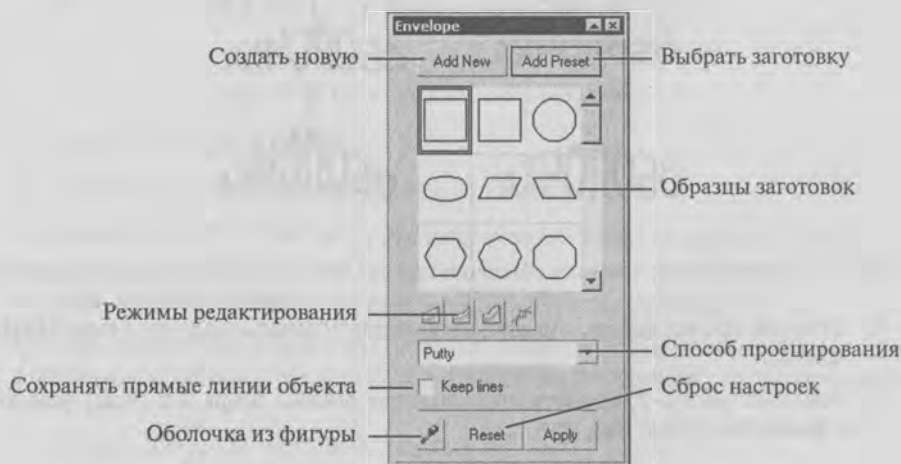 Envelope
Создать новую
Add New
Add Preset
Выбрать заготовку
Образцы заготовок
Режимы редактирования
Putty
Способ проецирования
Сохранять прямые линии объекта
Keep lines
Сброс настроек
Оболочка из фигуры
Reset
Apply